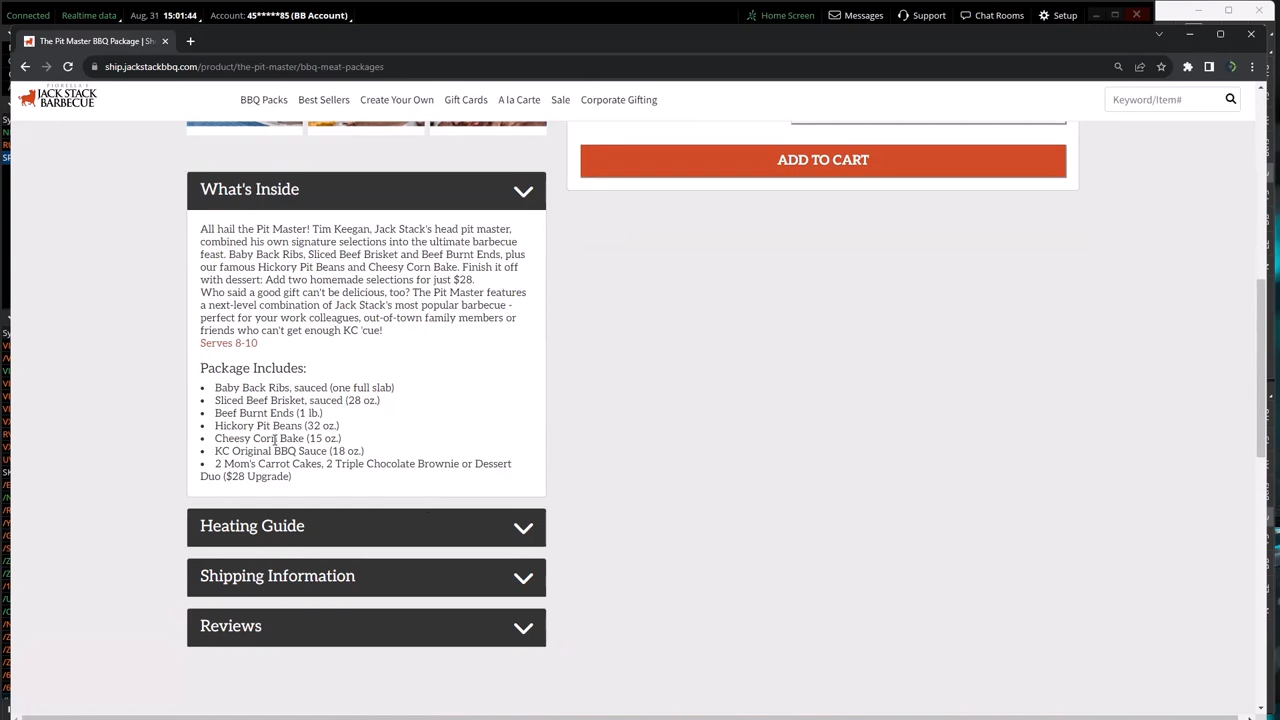 Connected Realtime data Aug, 31 15:01:44 Account: 45*****85 (BB Account) Home Screen Messages Support Chat Rooms Setup
The Pit Master BBQ Package | Sh
ship.jackstackbbq.com/product/the-pit-master/bbq-meat-packages
FIORELLA'S
JACK STACK
BARBECUE
BBQ Packs Best Sellers Create Your Own Gift Cards A la Carte Sale Corporate Gifting Keyword/Item#
ADD TO CART
What's Inside
All hail the Pit Master! Tim Keegan, Jack Stack's head pit master,
combined his own signature selections into the ultimate barbecue
feast. Baby Back Ribs, Sliced Beef Brisket and Beef Burnt Ends, plus
our famous Hickory Pit Beans and Cheesy Corn Bake. Finish it off
with dessert: Add two homemade selections for just $28.
Who said a good gift can't be delicious, too? The Pit Master features
a next-level combination of Jack Stack's most popular barbecue -
perfect for your work colleagues, out-of-town family members or
friends who can't get enough KC 'cue!
Serves 8-10
Package Includes:
• Baby Back Ribs, sauced (one full slab)
• Sliced Beef Brisket, sauced (28 oz.)
• Beef Burnt Ends (1 lb.)
• Hickory Pit Beans (32 oz.)
• Cheesy Corn Bake (15 oz.)
• KC Original BBQ Sauce (18 oz.)
• 2 Mom's Carrot Cakes, 2 Triple Chocolate Brownie or Dessert
Duo ($28 Upgrade)
Heating Guide
Shipping Information
Reviews